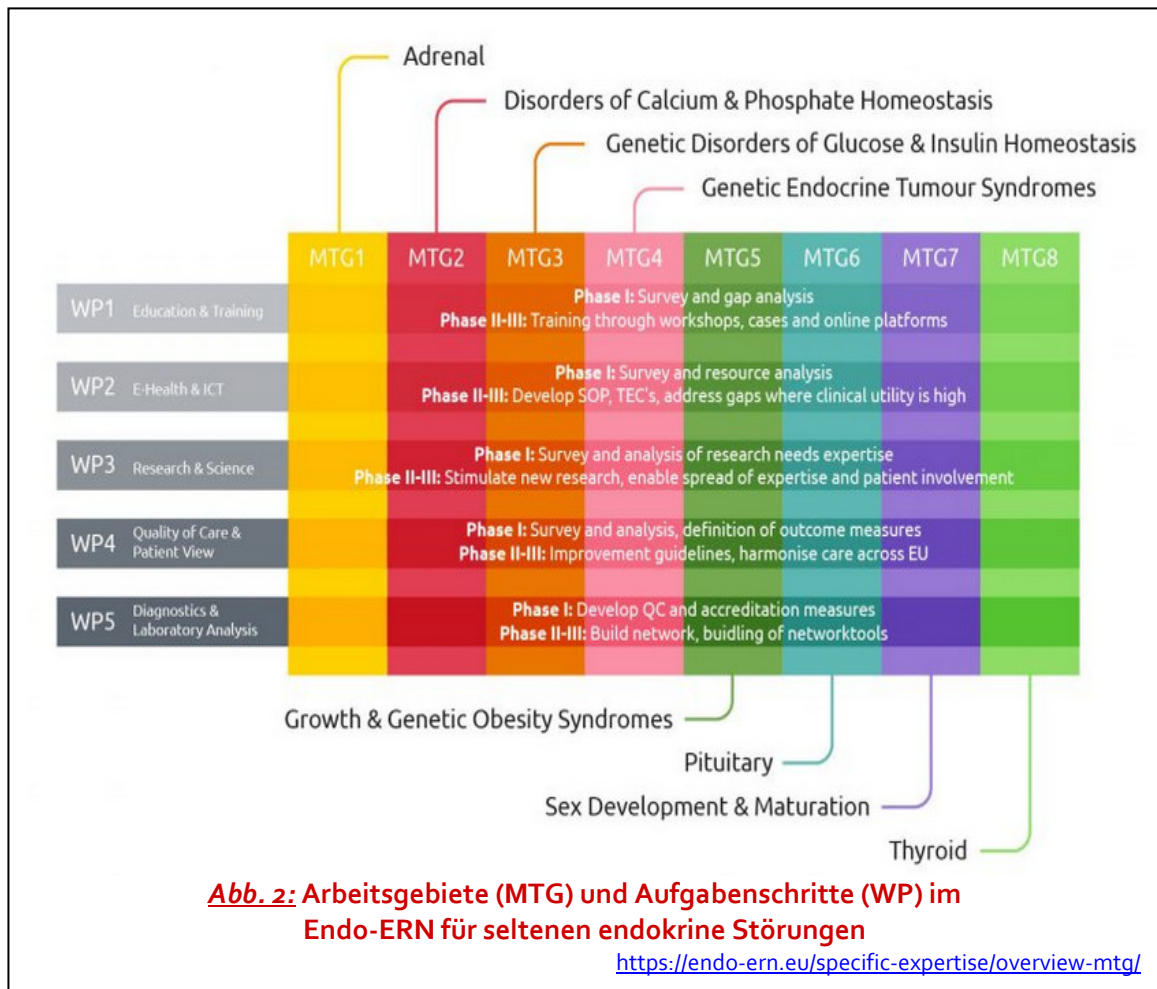 Adrenal
Disorders of Calcium & Phosphate Homeostasis
Genetic Disorders of Glucose & Insulin Homeostasis
Genetic Endocrine Tumour Syndromes
MTG1 MTG2 MTG3 MTG4 MTG5 MTG6 MTG7 MTG8
WP1 Education & Training
Phase I: Survey and gap analysis
Phase II-III: Training through workshops, cases and online platforms
WP2 E-Health & ICT
Phase I: Survey and resource analysis
Phase II-III: Develop SOP, TEC's, address gaps where clinical utility is high
WP3 Research & Science
Phase I: Survey and analysis of research needs expertise
Phase II-III: Stimulate new research, enable spread of expertise and patient involvement
WP4 Quality of Care &
Patient View
Phase I: Survey and analysis, definition of outcome measures
Phase II-III: Improvement guidelines, harmonise care across EU
WP5 Diagnostics &
Laboratory Analysis
Phase I: Develop QC and accreditation measures
Phase II-III: Build network, buidling of networktools
Growth & Genetic Obesity Syndromes
Pituitary
Sex Development & Maturation
Thyroid
Abb. 2: Arbeitsgebiete (MTG) und Aufgabenschritte (WP) im
Endo-ERN für seltenen endokrine Störungen
https://endo-ern.eu/specific-expertise/overview-mtg/